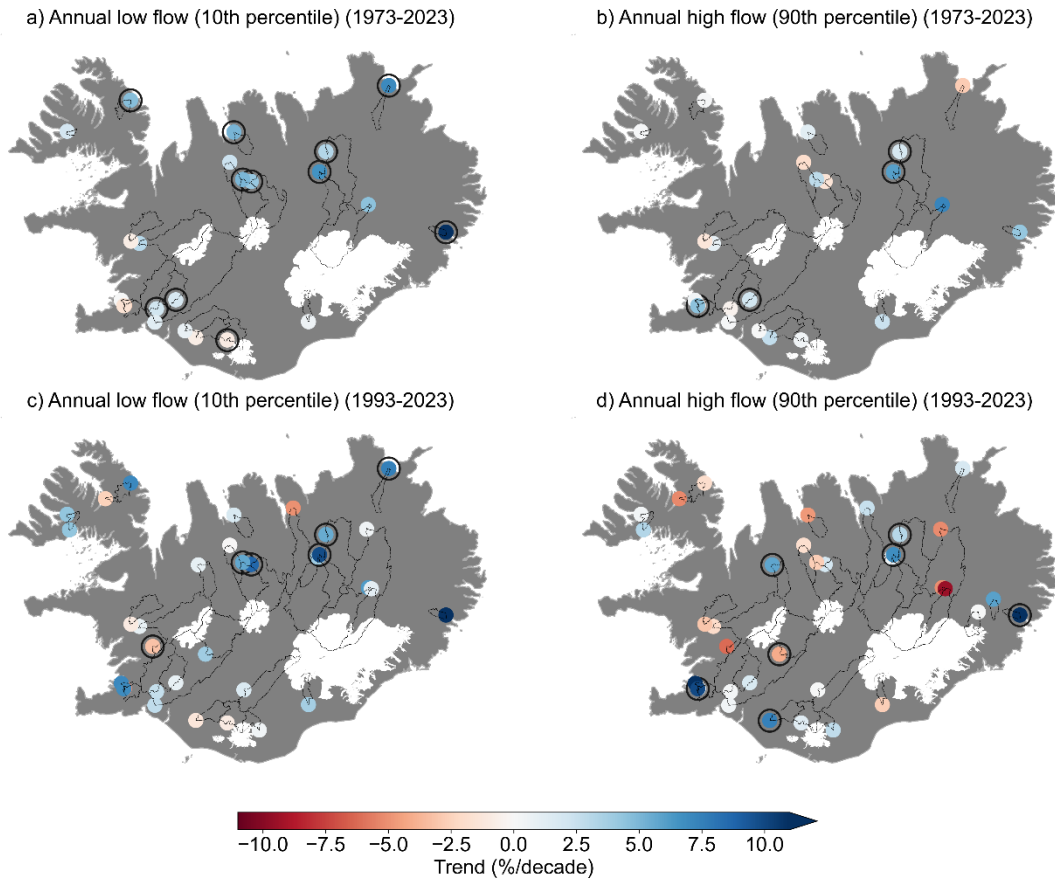 a) Annual low flow (10th percentile) (1973-2023)
b) Annual high flow (90th percentile) (1973-2023)
c) Annual low flow (10th percentile) (1993-2023)
d) Annual high flow (90th percentile) (1993-2023)
−10.0 −7.5 −5.0 −2.5 0.0 2.5 5.0 7.5 10.0
Trend (%/decade)